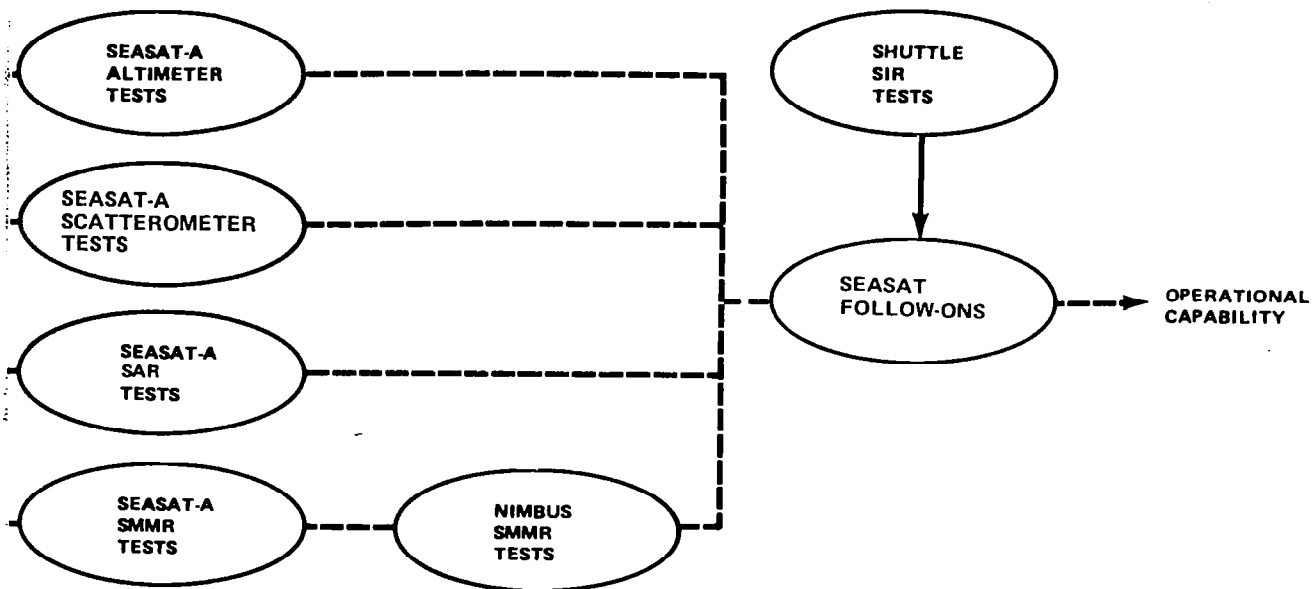 SEASAT-A
ALTIMETER
TESTS
SHUTTLE
SIR
TESTS
SEASAT-A
SCATTEROMETER
TESTS
SEASAT
FOLLOW-ONS
OPERATIONAL
CAPABILITY
SEASAT-A
SAR
TESTS
SEASAT-A
SMMR
TESTS
NIMBUS
SMMR
TESTS